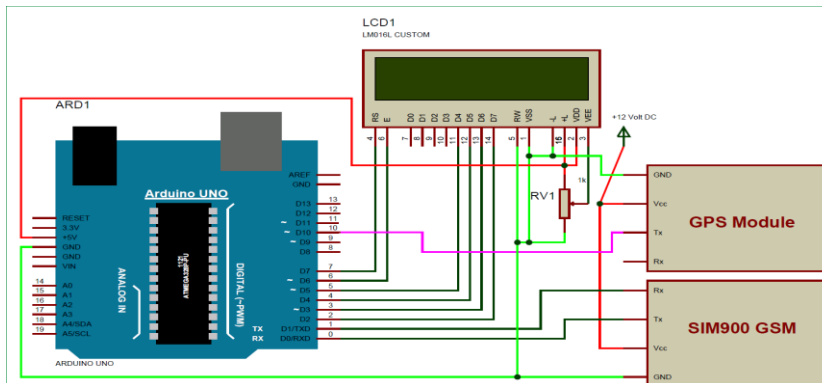 LCD1
LM016L CUSTOM
ARD1
RS E D0 D1 D2 D3 D4 D5 D6 D7 RW VSS -L +L VDD VEE
4 6 7 8 9 10 11 12 13 14 5 1 16 2 3
+12 Volt DC
1k
RV1
GND
Vcc
Tx
Rx
GPS Module
Rx
Tx
Vcc
GND
SIM900 GSM
Arduino UNO
AREF
GND
D13 13
D12 12
~ D11 11
~ D10 10
~ D9 9
D8 8
D7 7
~ D6 6
~ D5 5
D4 4
~ D3 3
D2 2
TX D1/TXD 1
RX D0/RXD 0
RESET
3.3V
+5V
GND
GND
VIN
14 A0
15 A1
16 A2
17 A3
18 A4/SDA
19 A5/SCL
ANALOG IN
DIGITAL (~PWM)
1121
ARDUINO UNO